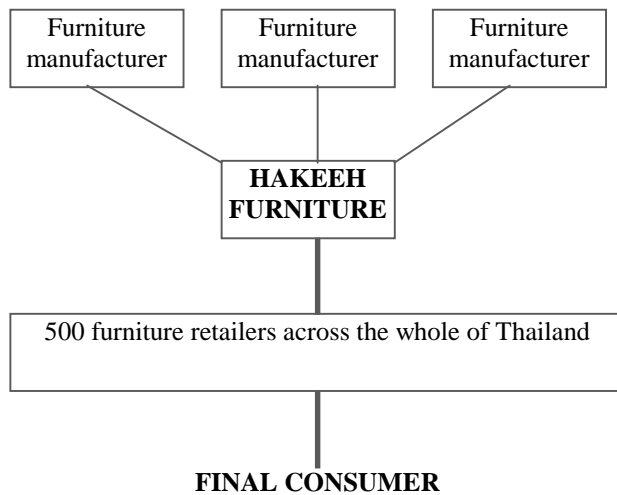 Furniture
manufacturer
Furniture
manufacturer
Furniture
manufacturer
HAKEEH
FURNITURE
500 furniture retailers across the whole of Thailand
FINAL CONSUMER